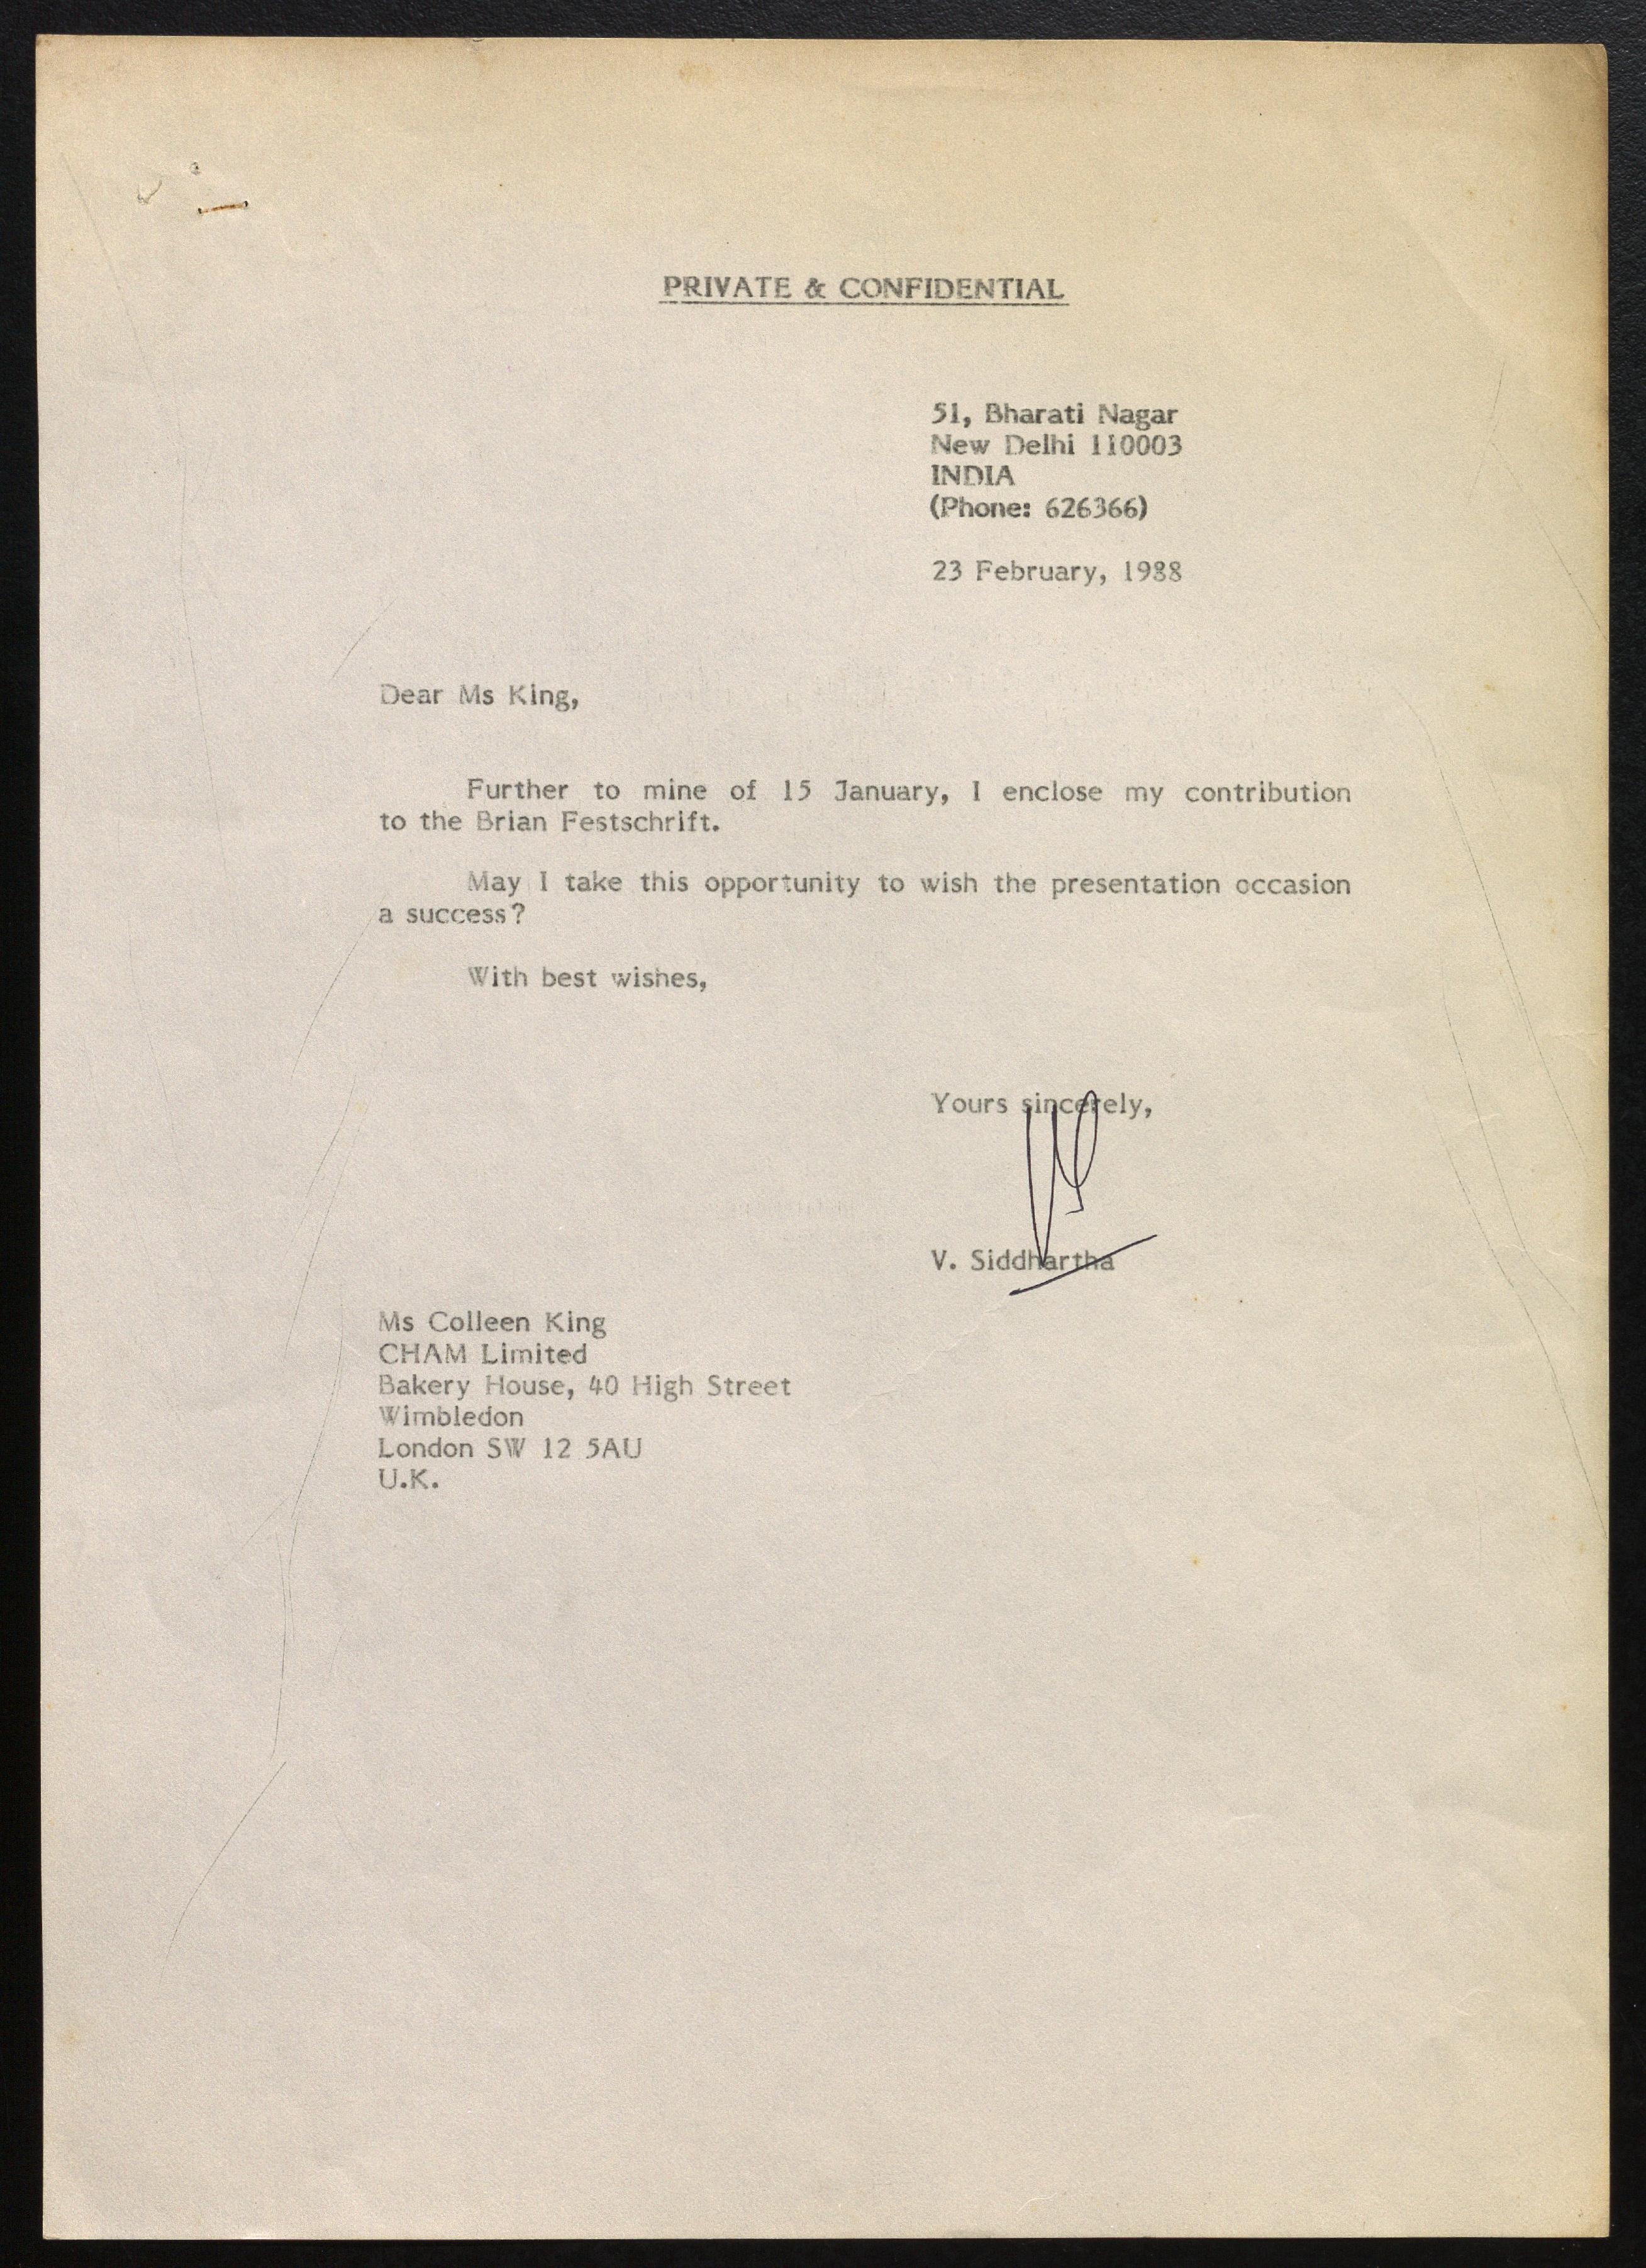 PRIVATE & CONFIDENTIAL
51, Bharati Nagar
New Delhi 110003
INDIA
(Phone: 626366)
23 February, 1988
Dear Ms King,
Further to mine of 15 January, I enclose my contribution
to the Brian Festschrift.
May I take this opportunity to wish the presentation occasion
a success?
With best wishes,
Yours sincerely,
V. Siddhartha
Ms Colleen King
CHAM Limited
Bakery House, 40 High Street
Wimbledon
London SW 12 5AU
U.K.